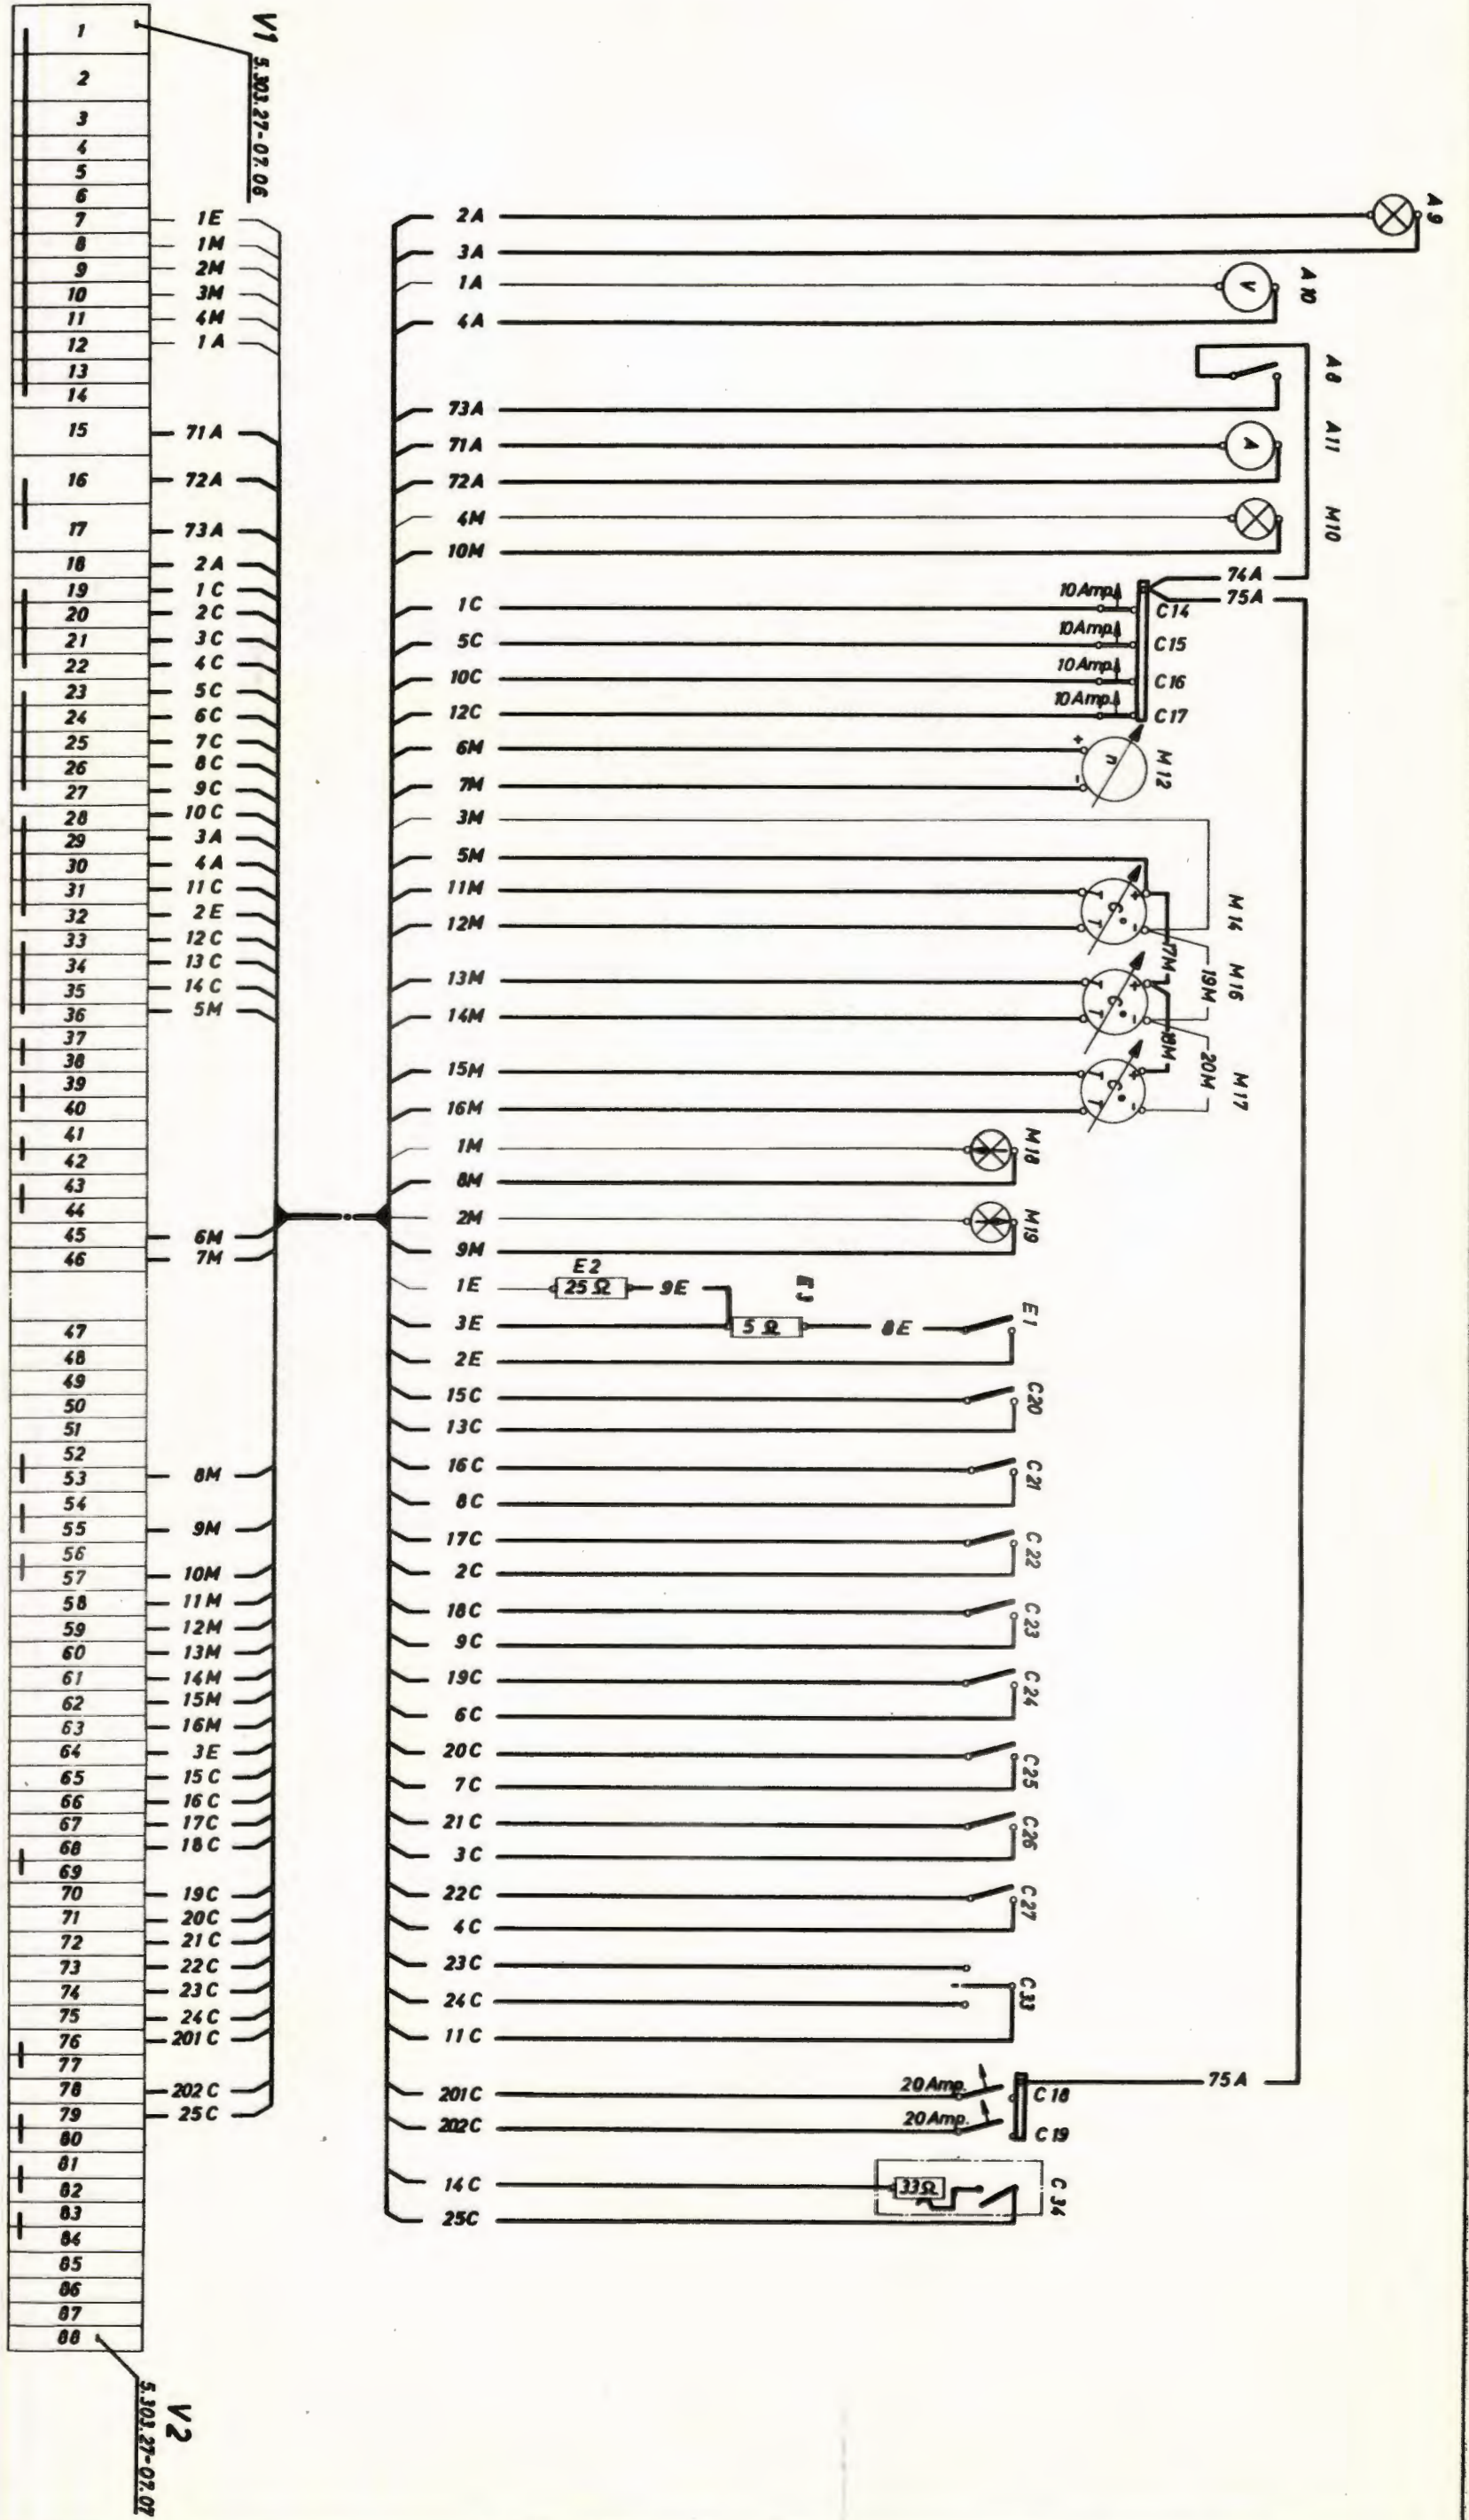 V1
5.303.27-07.06
1
2
3
4
5
6
7 1E
8 1M
9 2M
10 3M
11 4M
12 1A
13
14
15 71A
16 72A
17 73A
18 2A
19 1C
20 2C
21 3C
22 4C
23 5C
24 6C
25 7C
26 8C
27 9C
28 10C
29 3A
30 4A
31 11C
32 2E
33 12C
34 13C
35 14C
36 5M
37
38
39
40
41
42
43
44
45 6M
46 7M
47
48
49
50
51
52
53 8M
54
55 9M
56
57 10M
58 11M
59 12M
60 13M
61 14M
62 15M
63 16M
64 3E
65 15C
66 16C
67 17C
68 18C
69
70 19C
71 20C
72 21C
73 22C
74 23C
75 24C
76 201C
77
78 202C
79 25C
80
81
82
83
84
85
86
87
88
V2
5.303.27-07.07
2A A9
3A
1A V A10
4A
A8
73A
71A A A11
72A
4M M10
10M
74A
75A
1C 10Amp. C14
5C 10Amp. C15
10C 10Amp. C16
12C 10Amp. C17
6M + n M12
7M -
3M
5M
11M T + C° M14
12M T -
17M 19M
13M T + C° M16
14M T -
18M 20M
15M T + C° M17
16M T -
1M M18
8M
2M M19
9M
E2
1E 25Ω 9E E3
3E 5Ω 8E E1
2E
15C C20
13C
16C C21
8C
17C C22
2C
18C C23
9C
19C C24
6C
20C C25
7C
21C C26
3C
22C C27
4C
23C
24C C33
11C
75A
201C 20Amp. C18
202C 20Amp. C19
14C 33Ω C34
25C